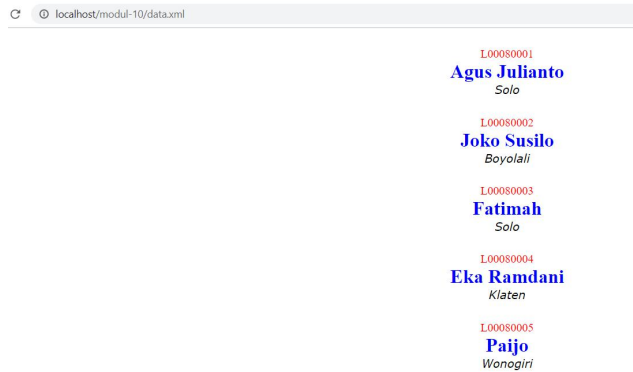 localhost/modul-10/data.xml
L00080001
Agus Julianto
Solo
L00080002
Joko Susilo
Boyolali
L00080003
Fatimah
Solo
L00080004
Eka Ramdani
Klaten
L00080005
Paijo
Wonogiri